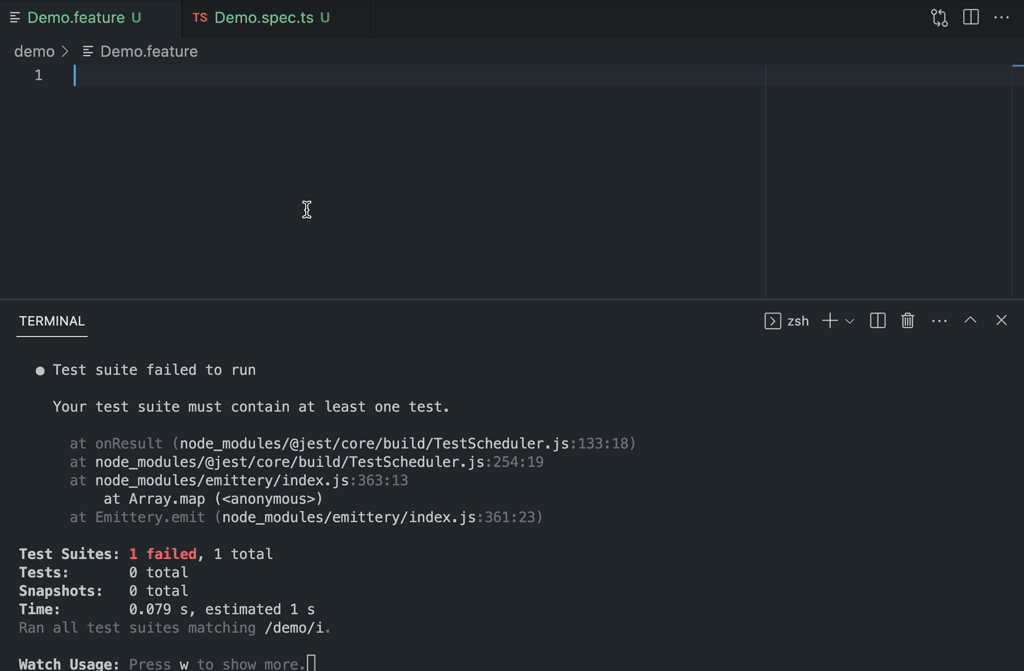 Demo.feature U
TS Demo.spec.ts U
demo > Demo.feature
1
TERMINAL
zsh
● Test suite failed to run
Your test suite must contain at least one test.
at onResult (node_modules/@jest/core/build/TestScheduler.js:133:18)
at node_modules/@jest/core/build/TestScheduler.js:254:19
at node_modules/emittery/index.js:363:13
at Array.map (<anonymous>)
at Emittery.emit (node_modules/emittery/index.js:361:23)
Test Suites: 1 failed, 1 total
Tests: 0 total
Snapshots: 0 total
Time: 0.079 s, estimated 1 s
Ran all test suites matching /demo/i.
Watch Usage: Press w to show more.